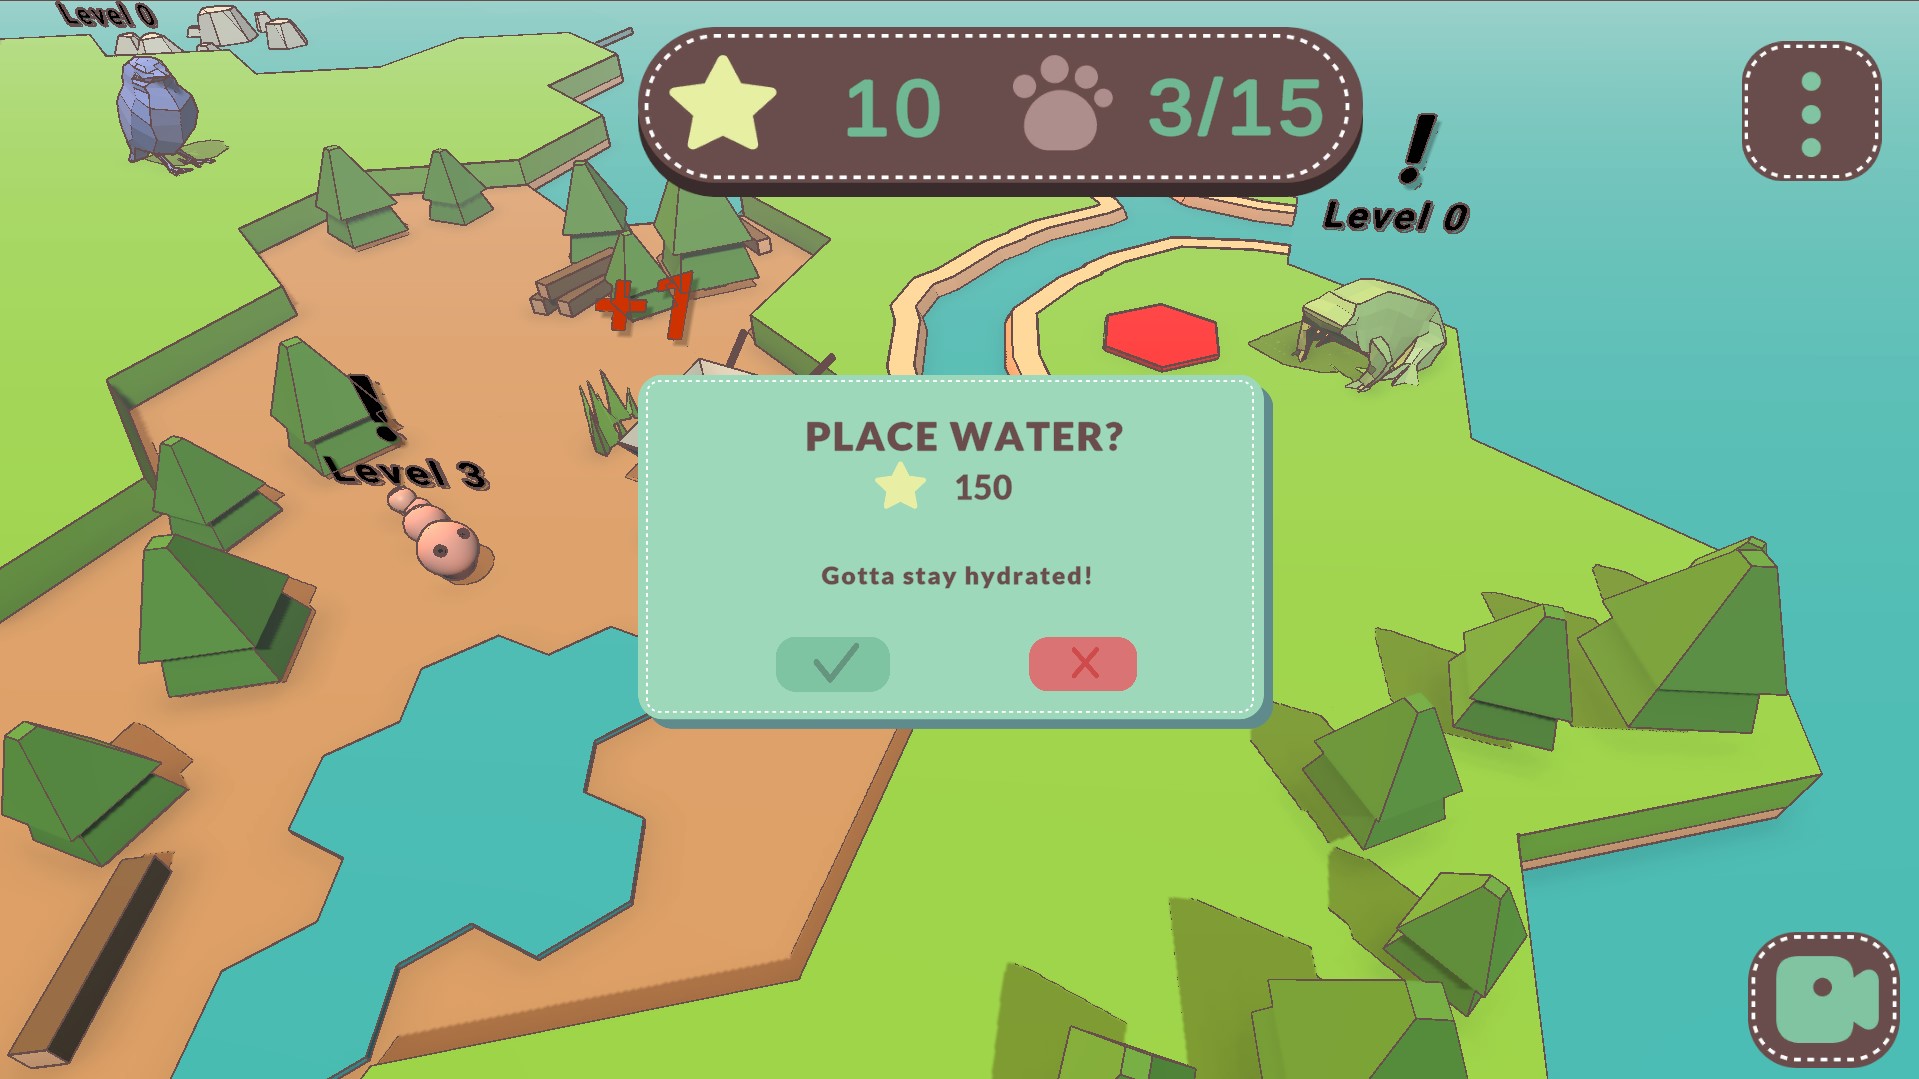 Level 0
10
3/15
!
Level 0
+1
!
Level 3
PLACE WATER?
150
Gotta stay hydrated!